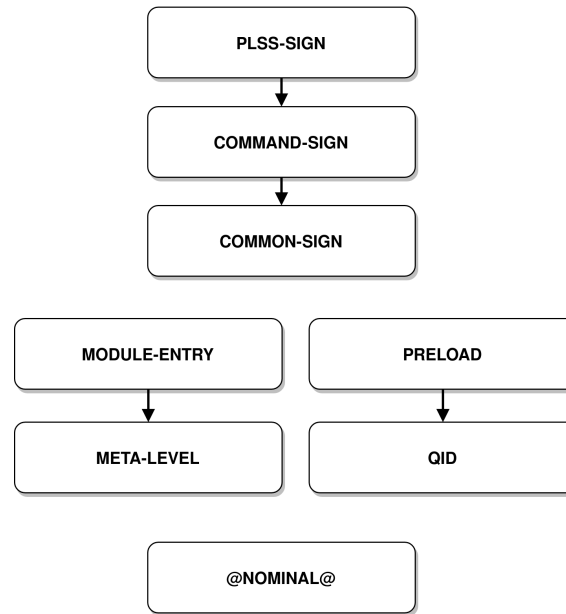 PLSS-SIGN
COMMAND-SIGN
COMMON-SIGN
MODULE-ENTRY
PRELOAD
META-LEVEL
QID
@NOMINAL@